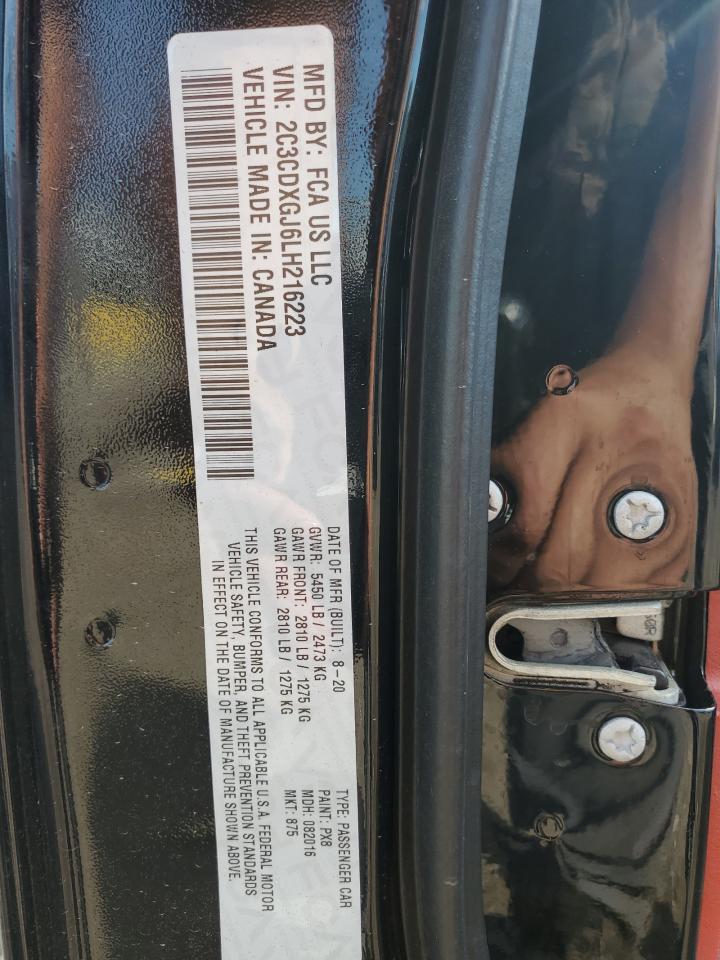 MFD BY: FCA US LLC
VIN: 2C3CDXGJ6LH216223
VEHICLE MADE IN: CANADA
DATE OF MFR (BUILT): 8-20
GVWR: 5450 LB / 2473 KG
GAWR FRONT: 2810 LB / 1275 KG
GAWR REAR: 2810 LB / 1275 KG
THIS VEHICLE CONFORMS TO ALL APPLICABLE U.S.A. FEDERAL MOTOR
VEHICLE SAFETY, BUMPER, AND THEFT PREVENTION STANDARDS
IN EFFECT ON THE DATE OF MANUFACTURE SHOWN ABOVE.
TYPE: PASSENGER CAR
PAINT: PX8
MDH: 082016
MKT: 875